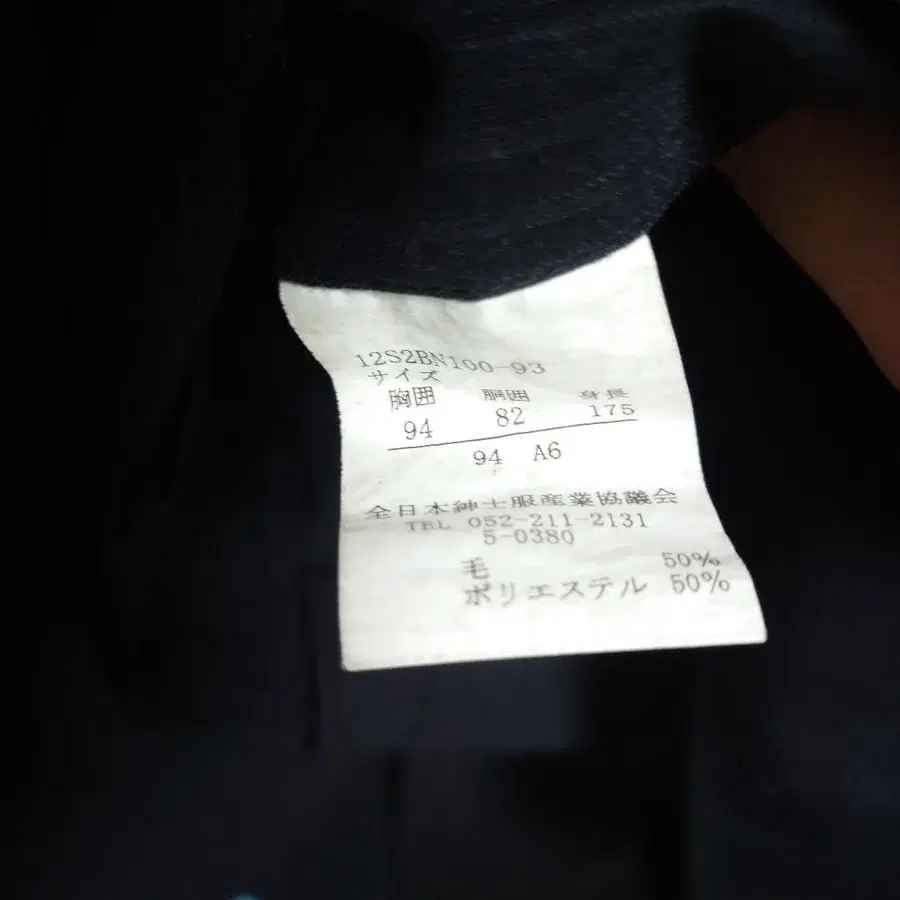 12S2BN100-93
サイズ
胸囲 胴囲 身長
94 82 175
94 A6
全日本紳士服産業協議会
TEL 052-211-2131
5-0380
毛 50%
ポリエステル 50%